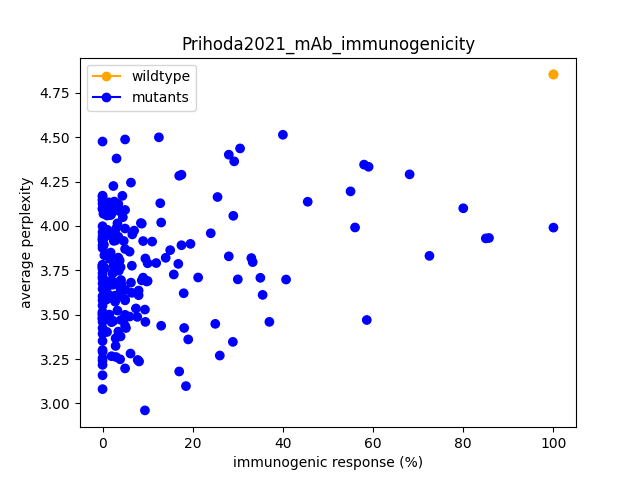 Prihoda2021_mAb_immunogenicity
wildtype
mutants
average perplexity
4.75
4.50
4.25
4.00
3.75
3.50
3.25
3.00
0 20 40 60 80 100
immunogenic response (%)